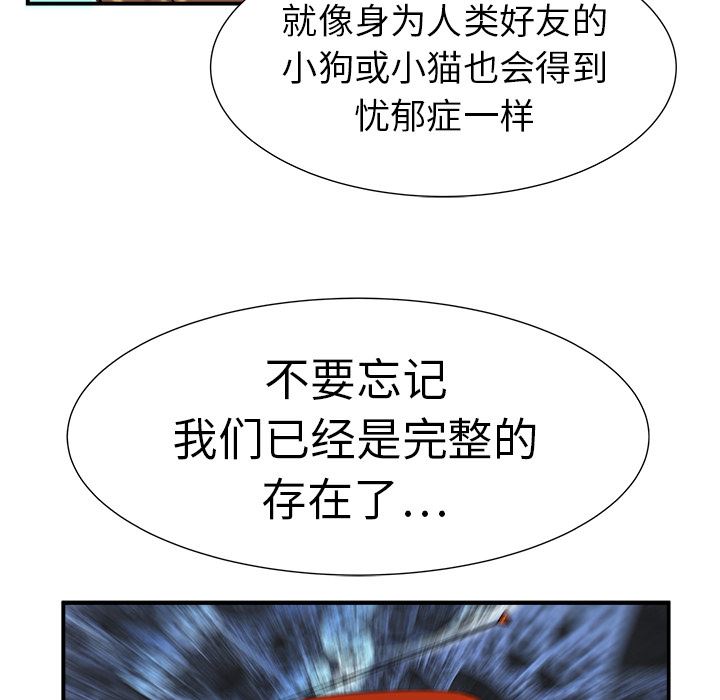 就像身为人类好友的
小狗或小猫也会得到
忧郁症一样
不要忘记
我们已经是完整的
存在了...